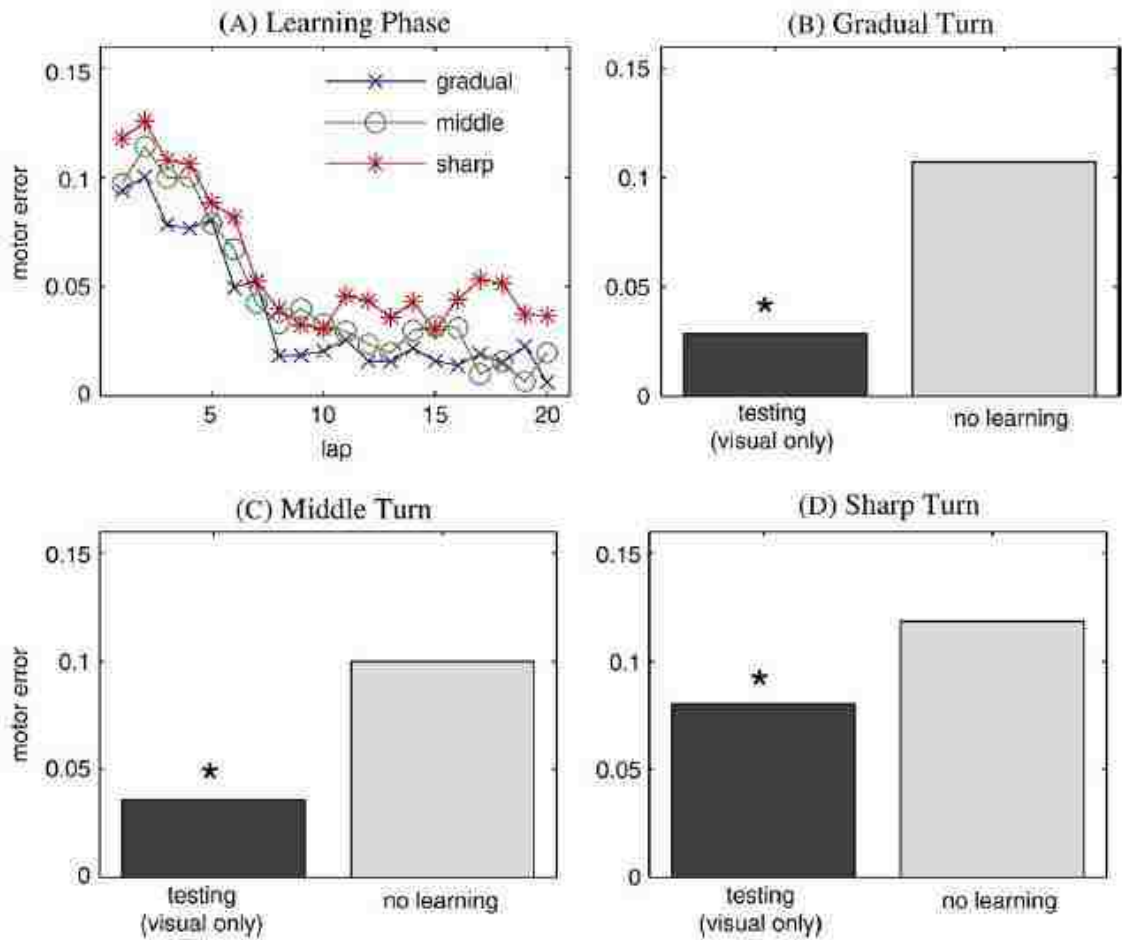 (A) Learning Phase
0.15
0.1
0.05
0
motor error
gradual
middle
sharp
5
10
15
20
lap
(B) Gradual Turn
0.15
0.1
0.05
0
*
testing
(visual only)
no learning
(C) Middle Turn
0.15
0.1
0.05
0
motor error
*
testing
(visual only)
no learning
(D) Sharp Turn
0.15
0.1
0.05
0
*
testing
(visual only)
no learning